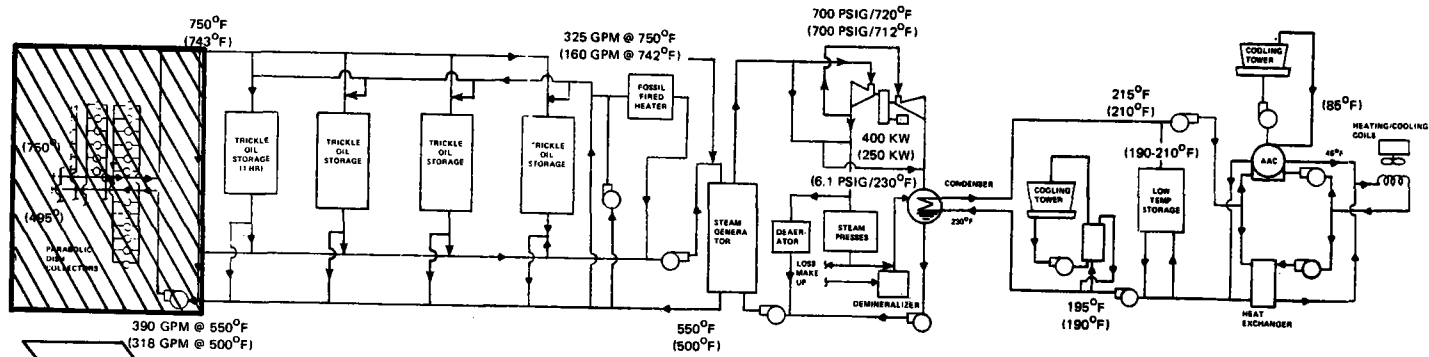 750°F
(743°F)
(750°)
(495°)
PARABOLIC
DISH
COLLECTORS
390 GPM @ 550°F
(318 GPM @ 500°F)
TRICKLE
OIL
STORAGE
(1 HR)
TRICKLE
OIL
STORAGE
TRICKLE
OIL
STORAGE
TRICKLE
OIL
STORAGE
325 GPM @ 750°F
(160 GPM @ 742°F)
FOSSIL
FIRED
HEATER
550°F
(500°F)
STEAM
GENERA
TOR
700 PSIG/720°F
(700 PSIG/712°F)
400 KW
(250 KW)
(6.1 PSIG/230°F)
DEAER-
ATOR
STEAM
PRESSES
LOSS
MAKE
UP
DEMINERALIZER
CONDENSER
230°F
COOLING
TOWER
195°F
(190°F)
215°F
(210°F)
(190-210°F)
LOW
TEMP
STORAGE
COOLING
TOWER
(85°F)
AAC
45°F
HEATING/COOLING
COILS
HEAT
EXCHANGER